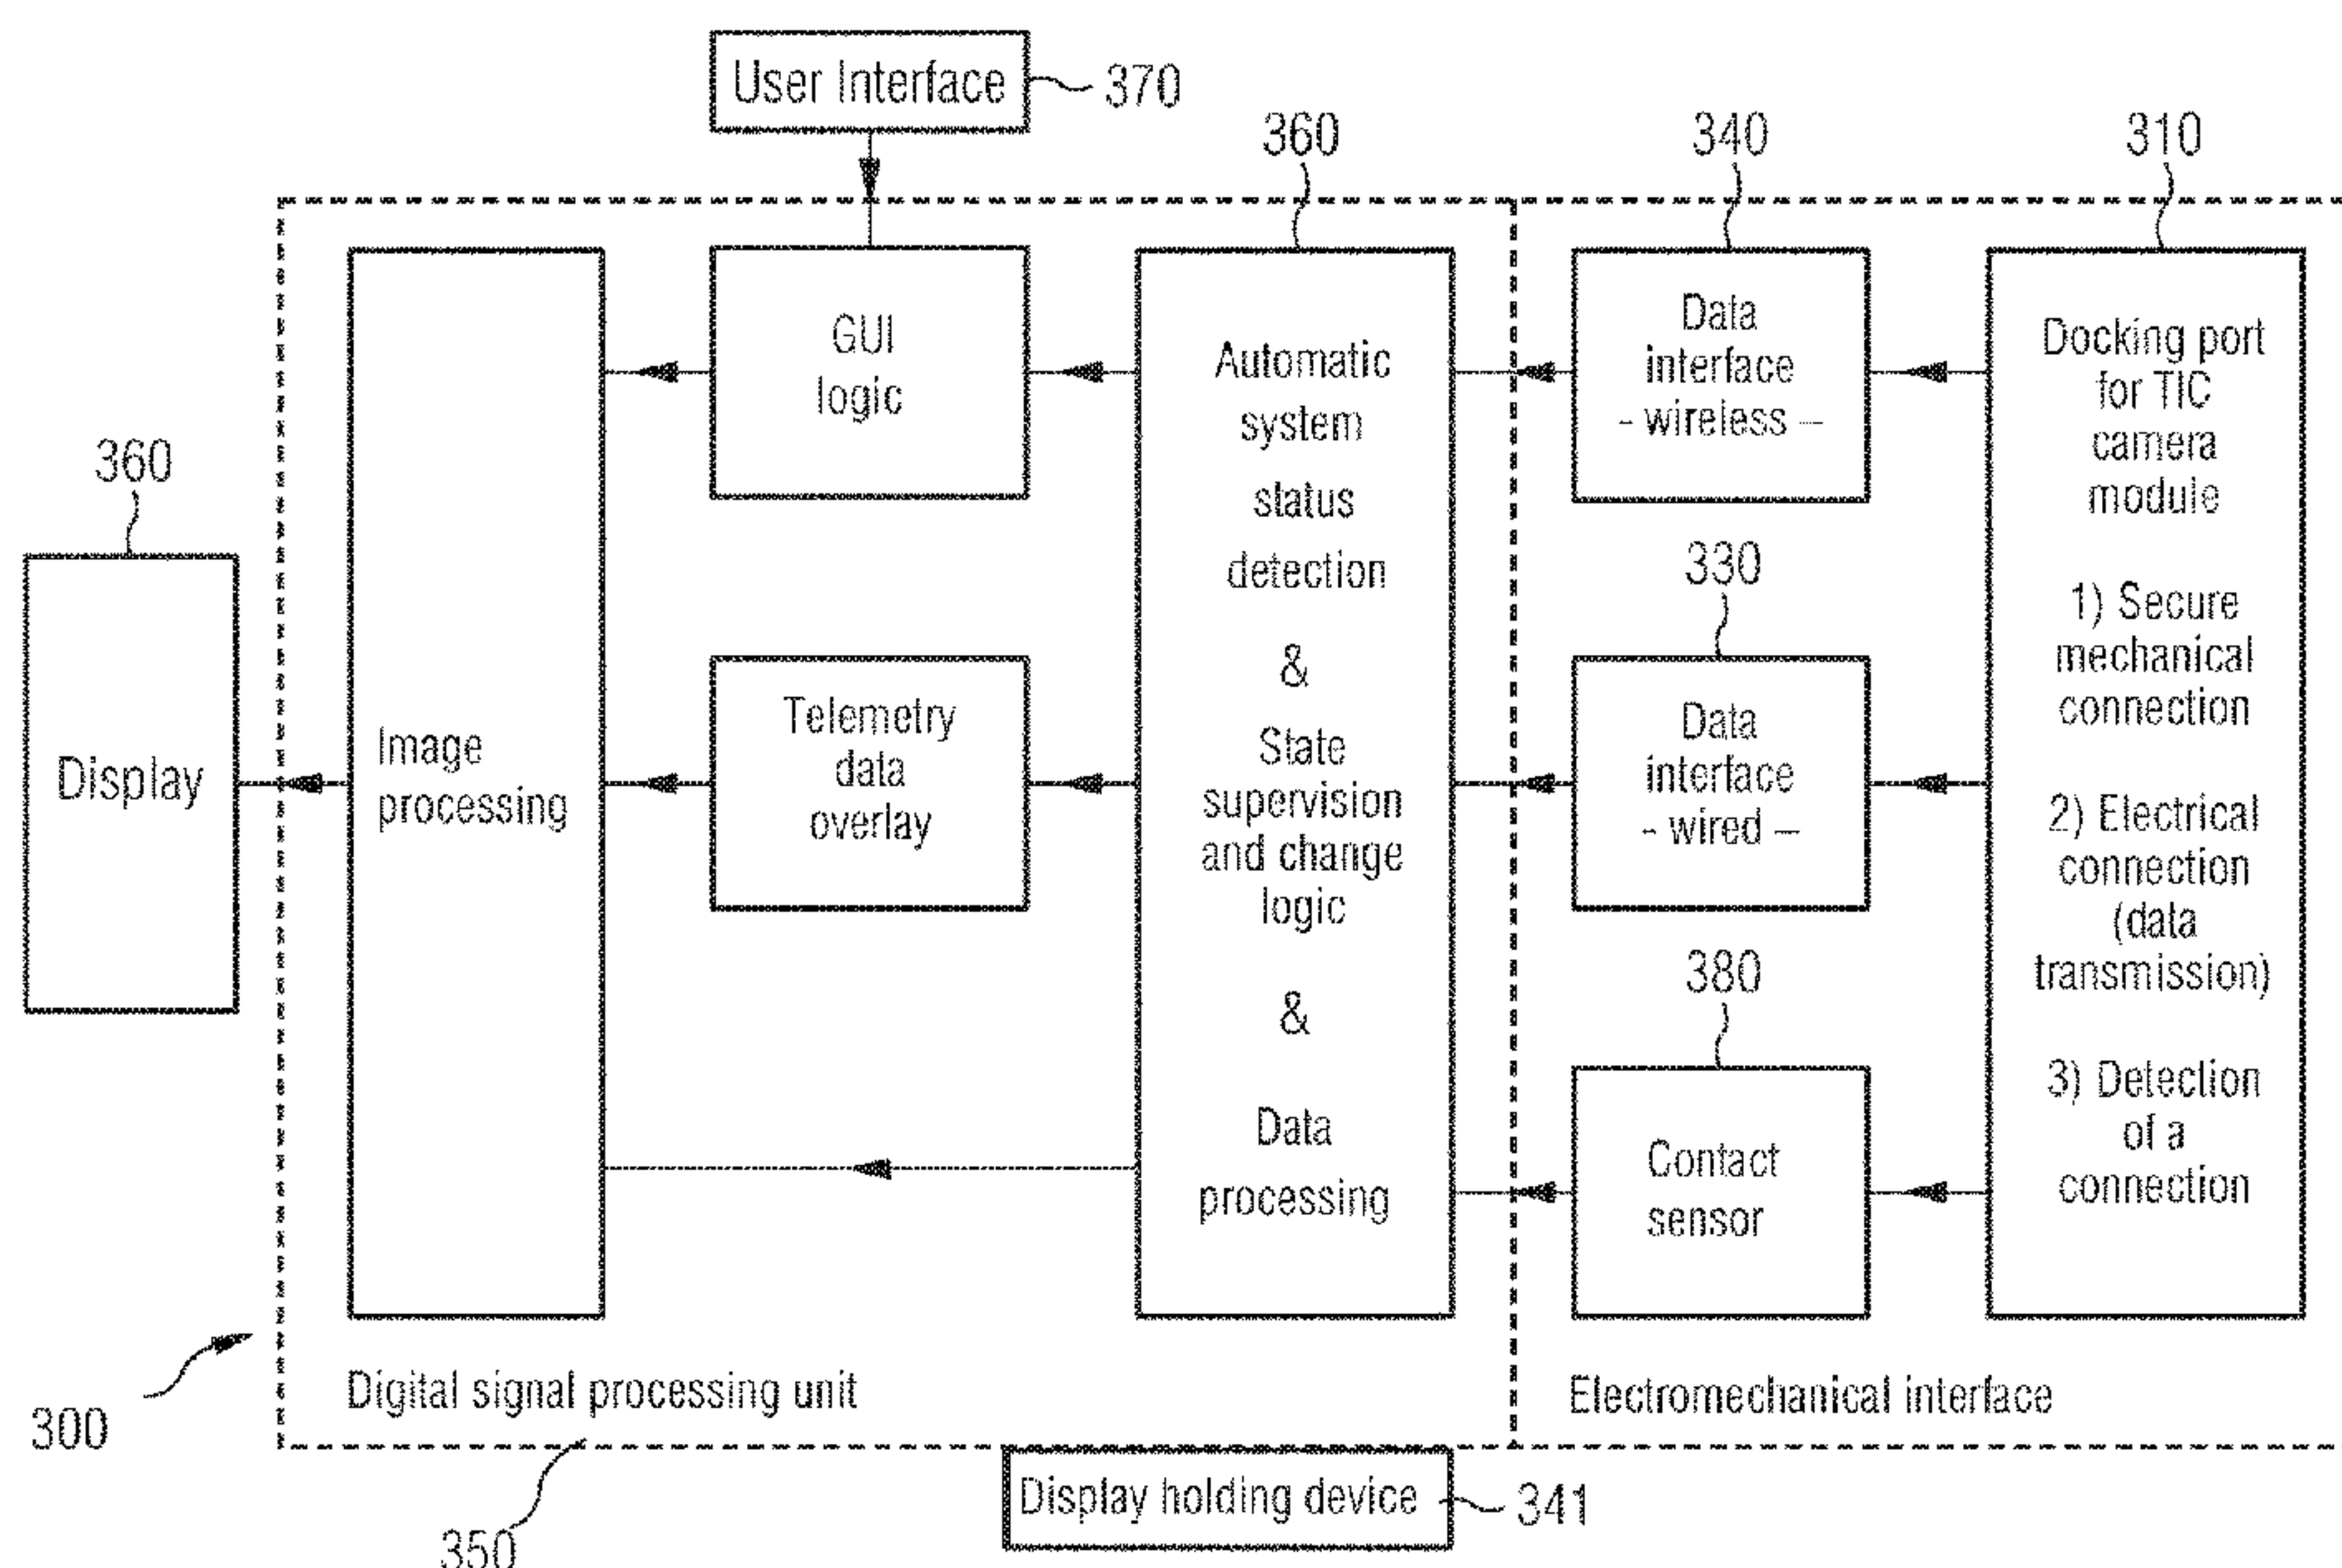 User Interface
370
360
340
310
360
Display
Image
processing
GUI
logic
Telemetry
data
overlay
Automatic
system
status
detection
&
State
supervision
and change
logic
&
Data
processing
Data
interface
- wireless -
330
Data
interface
- wired -
380
Contact
sensor
Docking port
for TIC
camera
module
1) Secure
mechanical
connection
2) Electrical
connection
(data
transmission)
3) Detection
of a
connection
300
Digital signal processing unit
Electromechanical interface
350
Display holding device
341